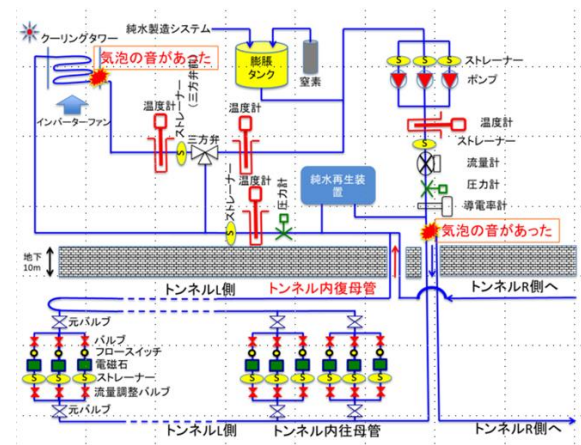 純水製造システム
クーリングタワー
気泡の音があった
膨脹
タンク
窒素
S
S
S
ストレーナー
ポンプ
インバーターファン
温度計
ストレーナー
(三方弁前)
S
三方弁
温度計
温度計
S
ストレーナー
流量計
圧力計
導電率計
純水再生装
置
温度計
ストレーナー
S
圧力計
気泡の音があった
地下
10m
トンネルL側
トンネル内復母管
トンネルR側へ
元バルブ
バルブ
フロースイッチ
電磁石
S
S
S
S
S
S
ストレーナー
流量調整バルブ
元バルブ
トンネルL側
トンネル内往母管
トンネルR側へ